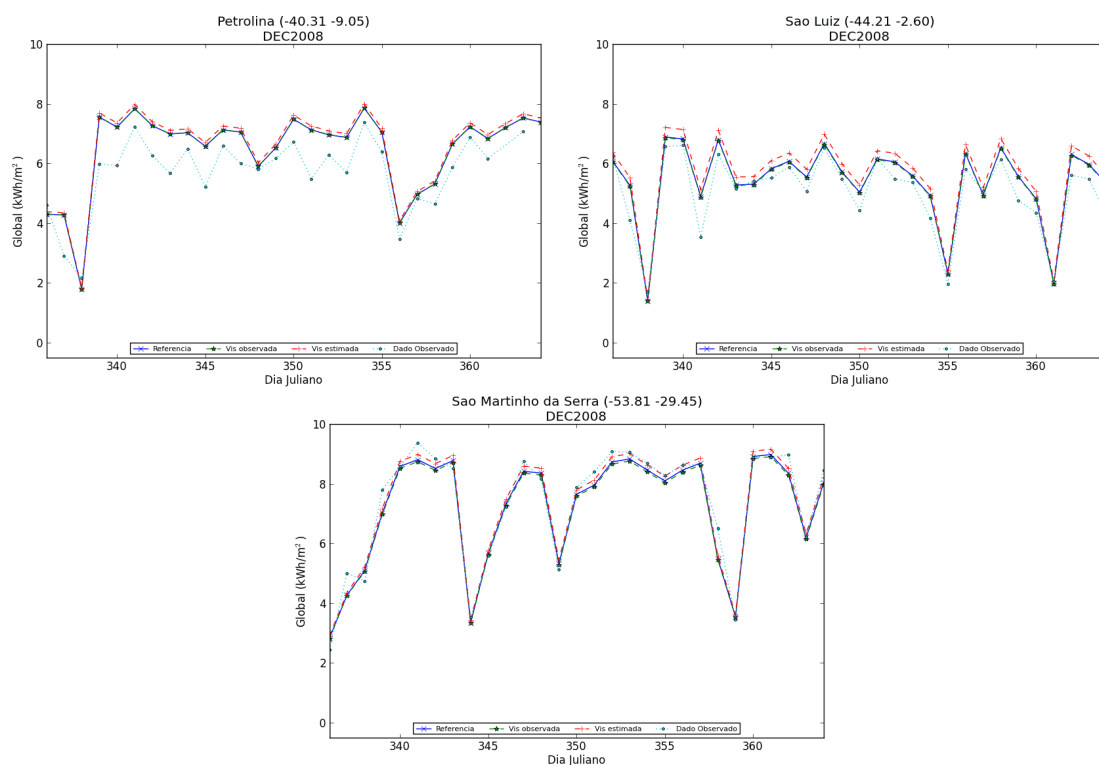 Petrolina (-40.31 -9.05)
DEC2008
10
8
6
4
2
0
Global (kWh/m² )
Referencia Vis observada Vis estimada Dado Observado
340 345 350 355 360
Dia Juliano
Sao Luiz (-44.21 -2.60)
DEC2008
10
8
6
4
2
0
Global (kWh/m² )
Referencia Vis observada Vis estimada Dado Observado
340 345 350 355 360
Dia Juliano
Sao Martinho da Serra (-53.81 -29.45)
DEC2008
10
8
6
4
2
0
Global (kWh/m² )
Referencia Vis observada Vis estimada Dado Observado
340 345 350 355 360
Dia Juliano